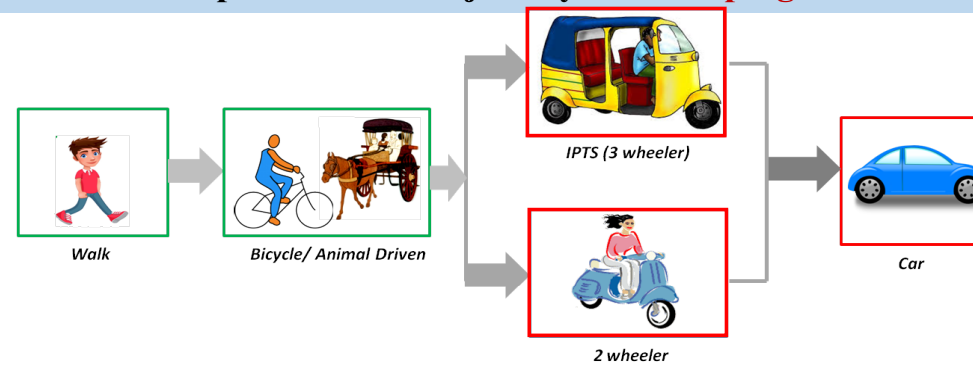 Walk
Bicycle/ Animal Driven
IPTS (3 wheeler)
2 wheeler
Car